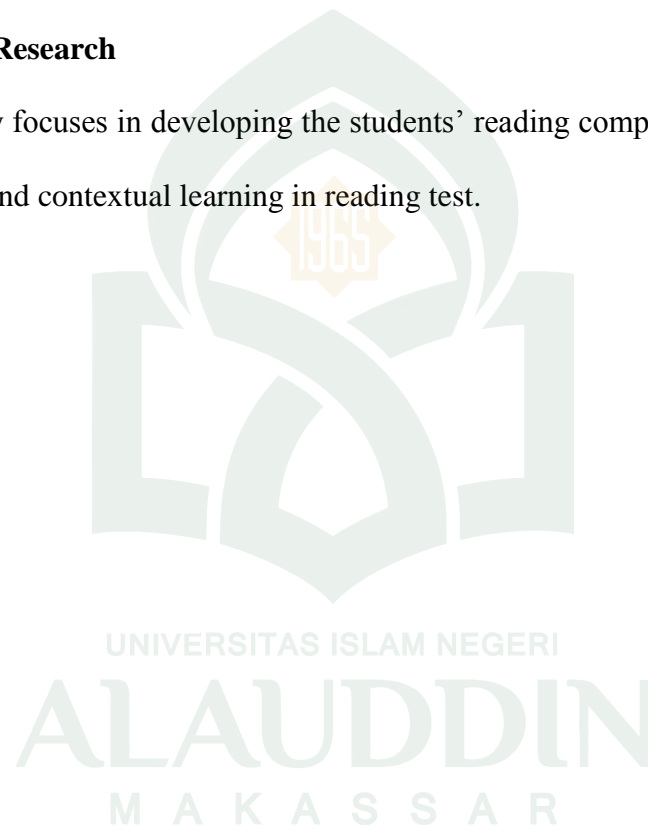 Research
focuses in developing the students’ reading comp
nd contextual learning in reading test.
1965
UNIVERSITAS ISLAM NEGERI
ALAUDDIN
MAKASSAR